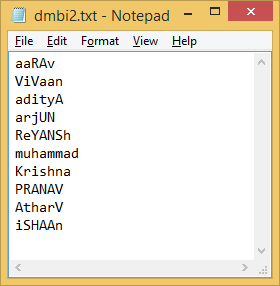 dmbi2.txt - Notepad
File Edit Format View Help
aaRAv
ViVaan
adityA
arjUN
ReYANSh
muhammad
Krishna
PRANAV
AtharV
iSHAAn